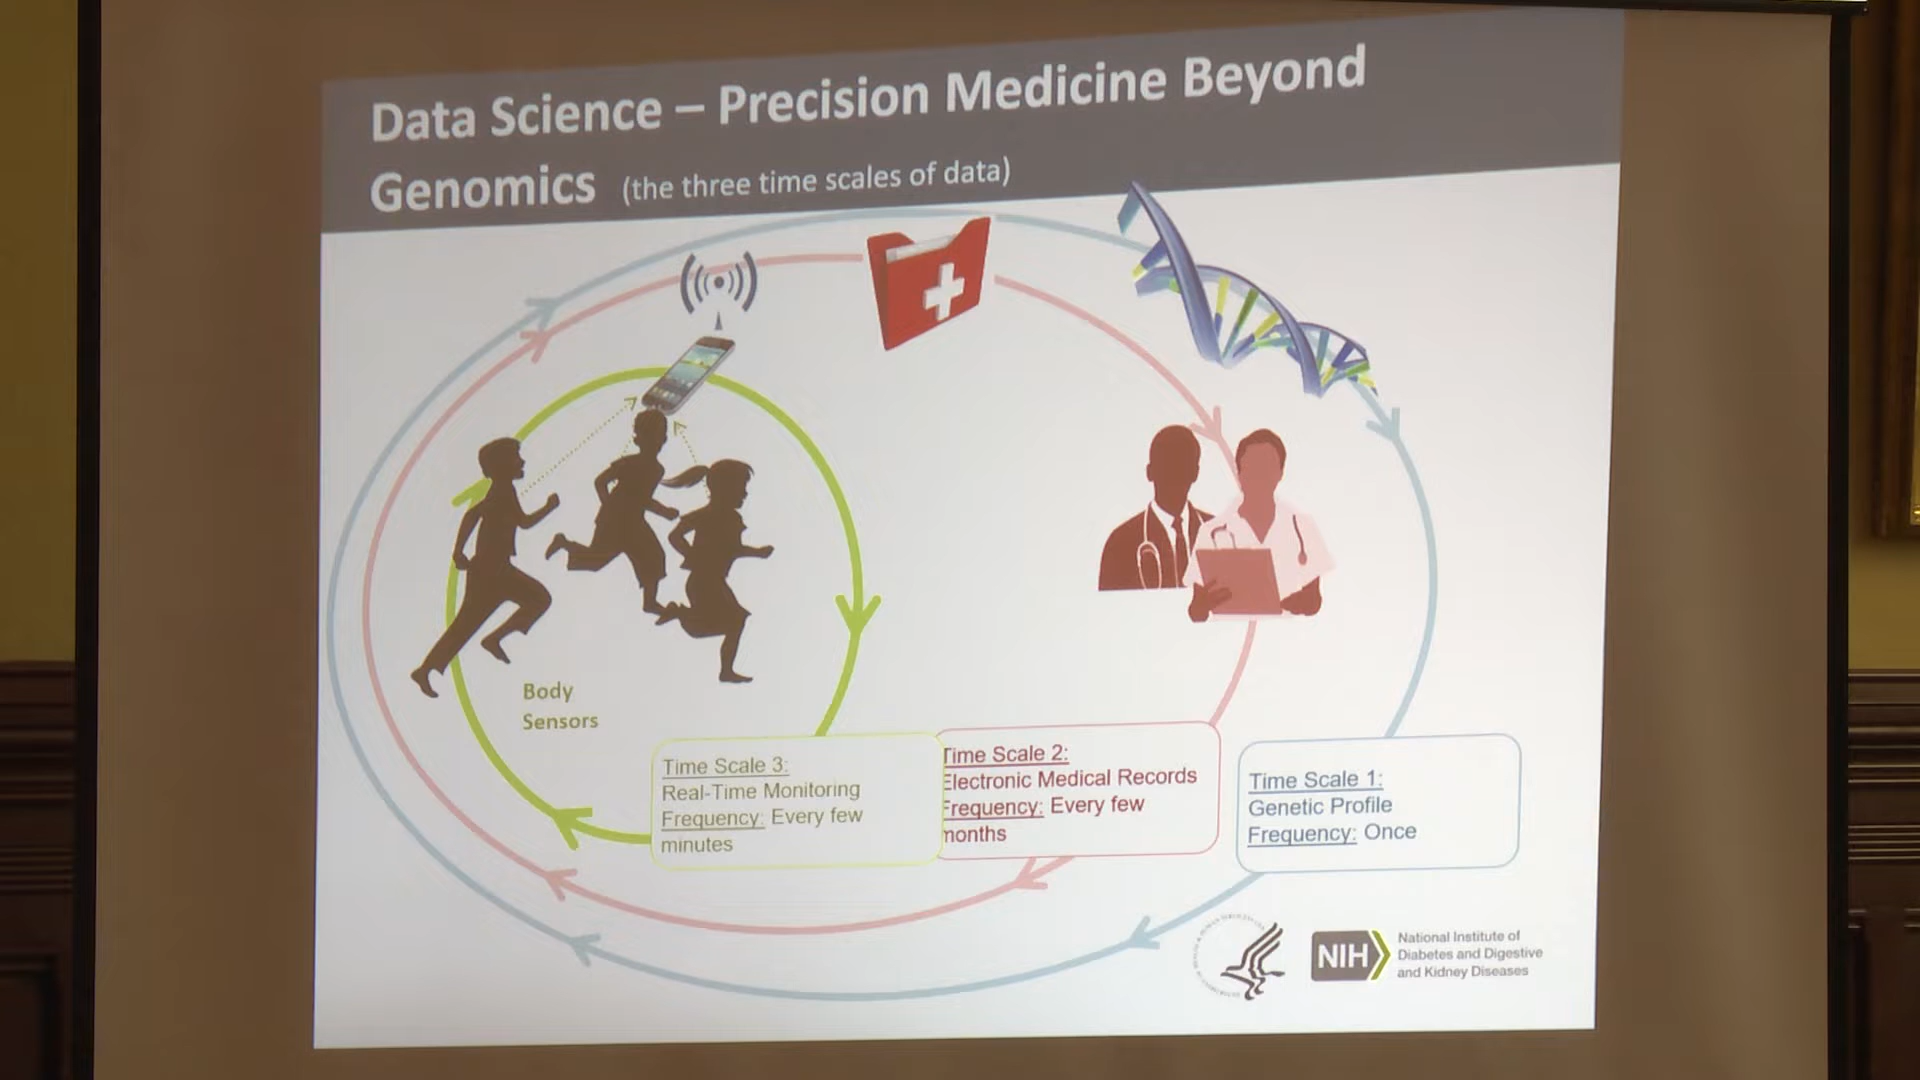 Data Science – Precision Medicine Beyond
Genomics (the three time scales of data)
Body
Sensors
Time Scale 3:
Real-Time Monitoring
Frequency: Every few
minutes
Time Scale 2:
Electronic Medical Records
Frequency: Every few
months
Time Scale 1:
Genetic Profile
Frequency: Once
NIH
National Institute of
Diabetes and Digestive
and Kidney Diseases